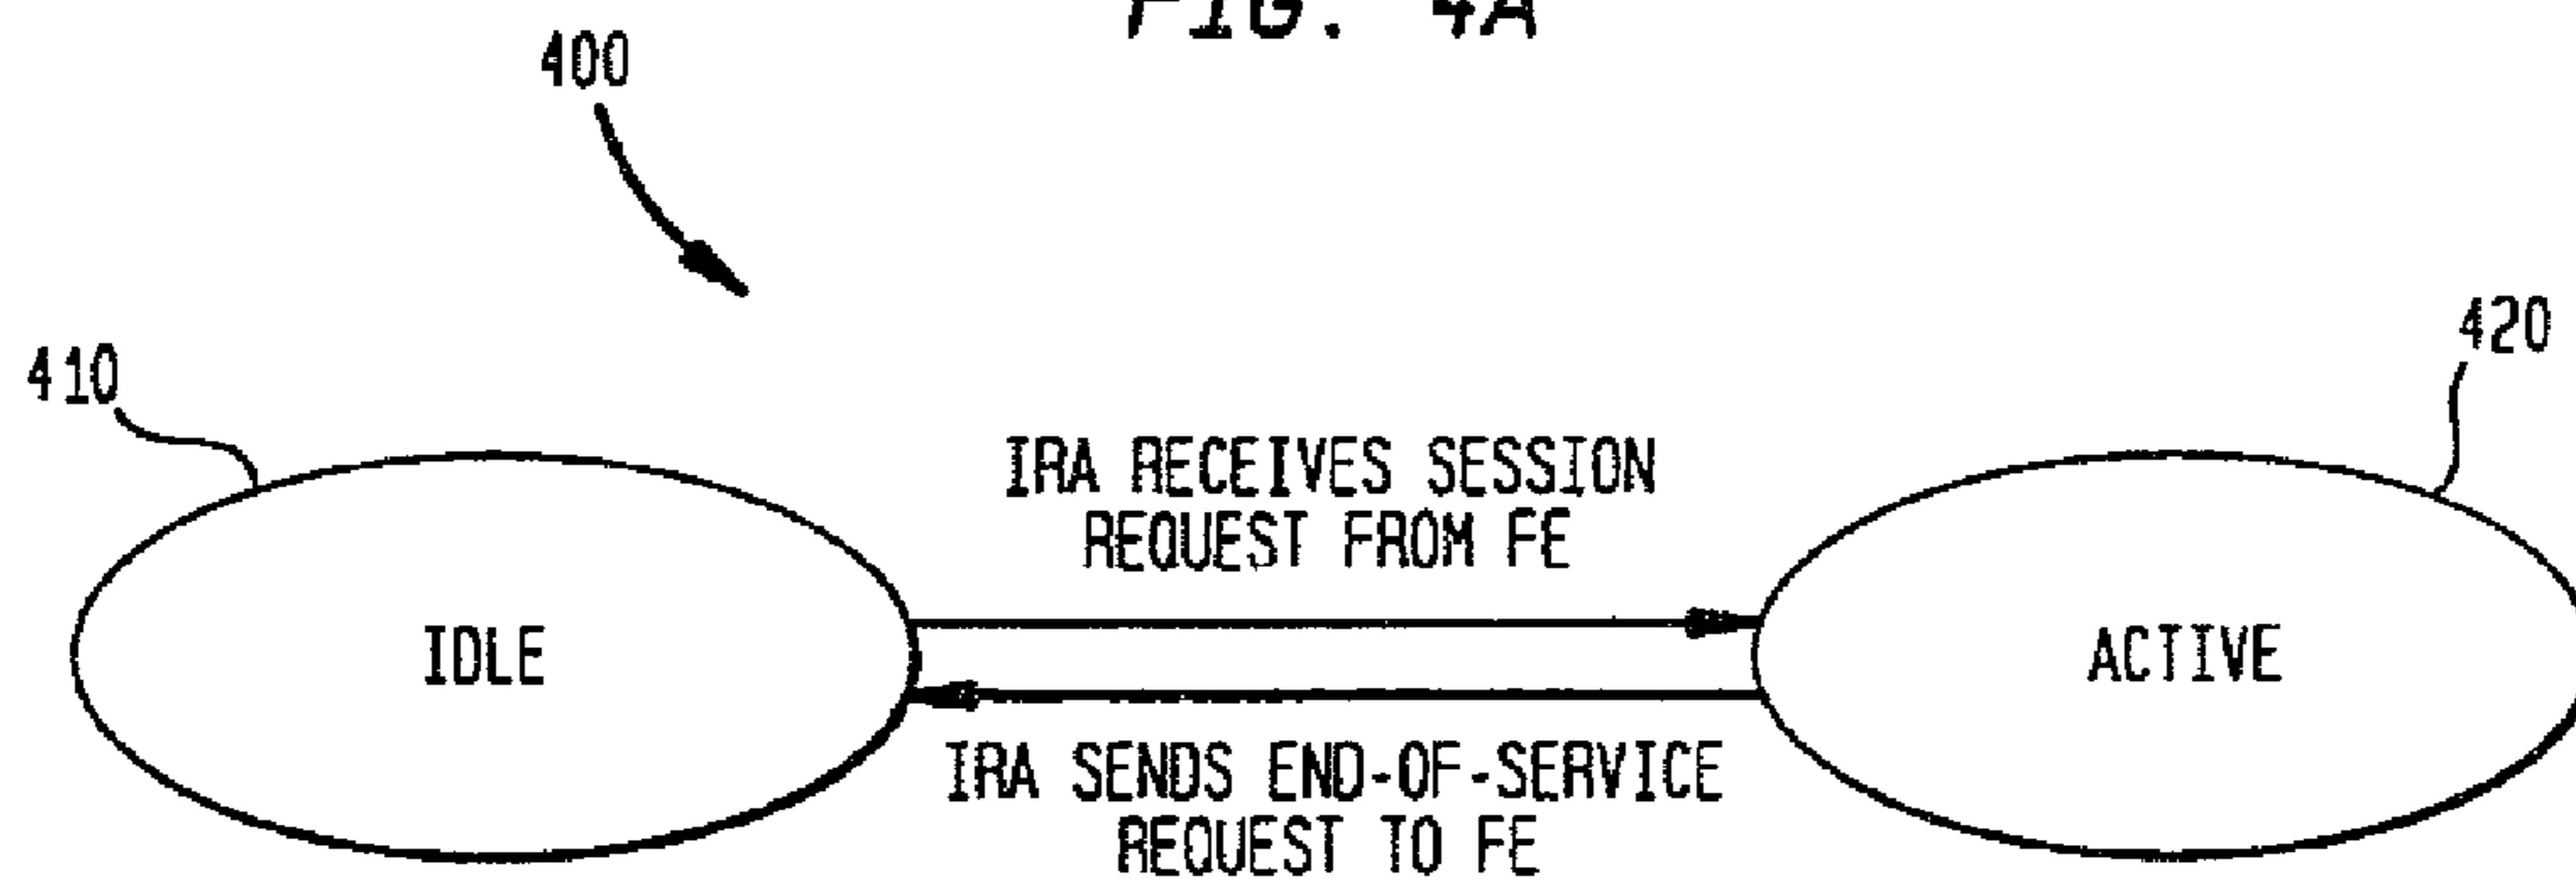 FIG. 4A
400
410
420
IRA RECEIVES SESSION
REQUEST FROM FE
IDLE
ACTIVE
IRA SENDS END-OF-SERVICE
REQUEST TO FE